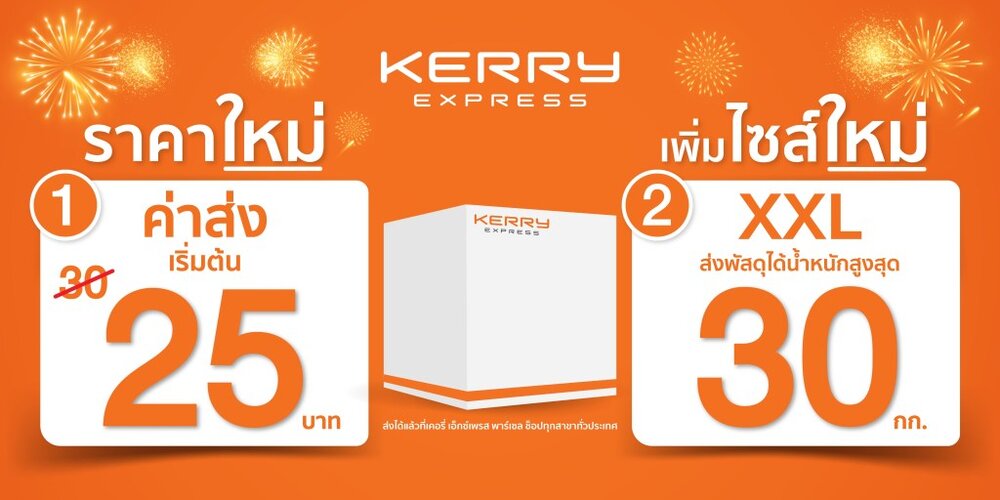 KERRY
EXPRESS
ราคาใหม่
1
ค่าส่ง
เริ่มต้น
30
25
บาท
KERRY
EXPRESS
ส่งได้แล้วที่เคอรี่ เอ็กซ์เพรส พาร์เซล ช็อปทุกสาขาทั่วประเทศ
เพิ่มไซส์ใหม่
2
XXL
ส่งพัสดุได้น้ำหนักสูงสุด
30
กก.